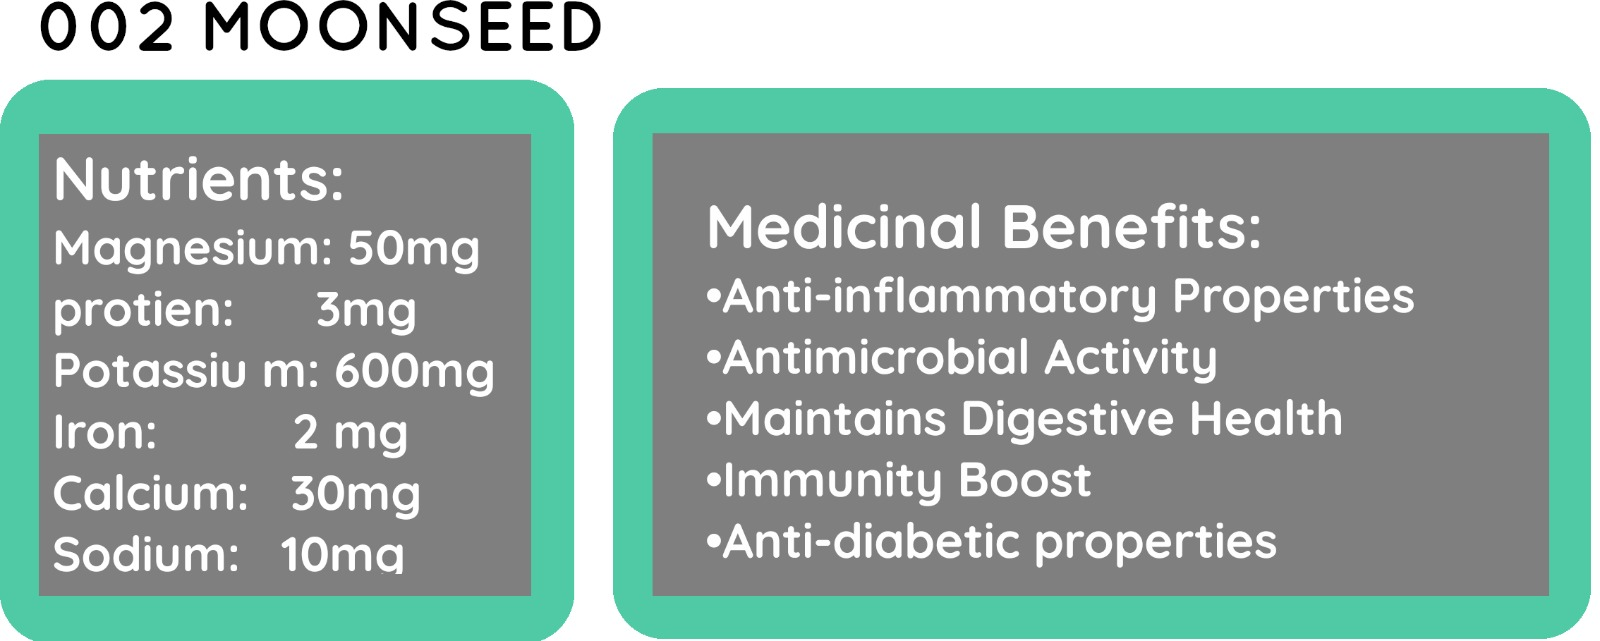 002 MOONSEED
Nutrients:
Magnesium: 50mg
protien: 3mg
Potassiu m: 600mg
Iron: 2 mg
Calcium: 30mg
Sodium: 10mg
Medicinal Benefits:
•Anti-inflammatory Properties
•Antimicrobial Activity
•Maintains Digestive Health
•Immunity Boost
•Anti-diabetic properties